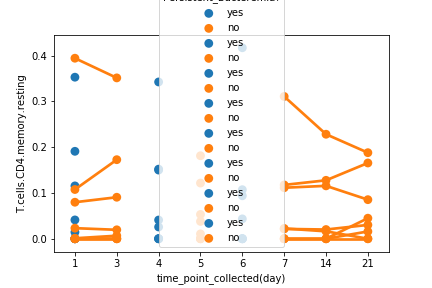 yes
no
yes
no
yes
no
yes
no
yes
no
yes
no
yes
no
yes
no
0.4
0.3
0.2
0.1
0.0
T.cells.CD4.memory.resting
1 3 4 5 6 7 14 21
time_point_collected(day)